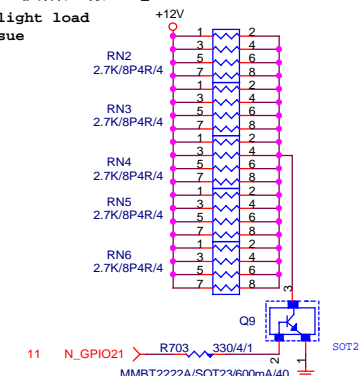 light load
sue
+12V
1 2
3 4
RN2
5 6
2.7K/8P4R/4
7 8
1 2
3 4
RN3
5 6
2.7K/8P4R/4
7 8
1 2
3 4
RN4
5 6
2.7K/8P4R/4
7 8
1 2
3 4
RN5
5 6
2.7K/8P4R/4
7 8
1 2
3 4
RN6
5 6
2.7K/8P4R/4
7 8
3
Q9
SOT2
11 N_GPIO21 R703 330/4/1 2 1
MMBT2222A/SOT23/600mA/40